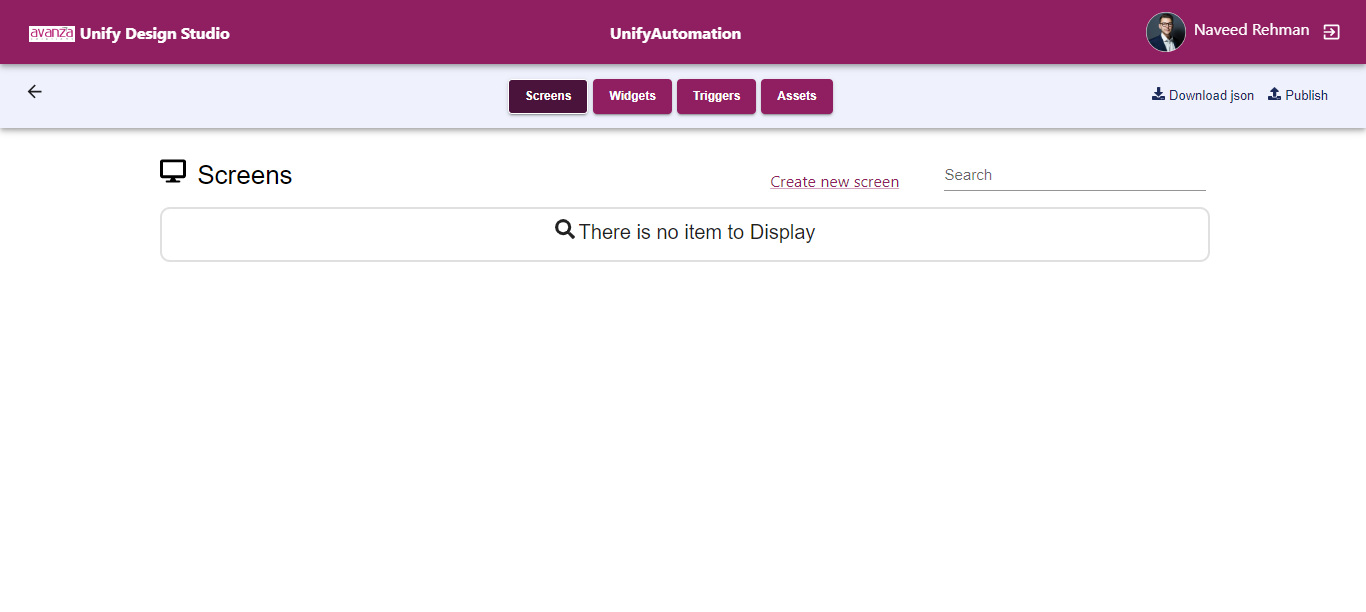 avanza Unify Design Studio
UnifyAutomation
Naveed Rehman
Screens
Widgets
Triggers
Assets
Download json
Publish
Screens
Create new screen
Search
There is no item to Display